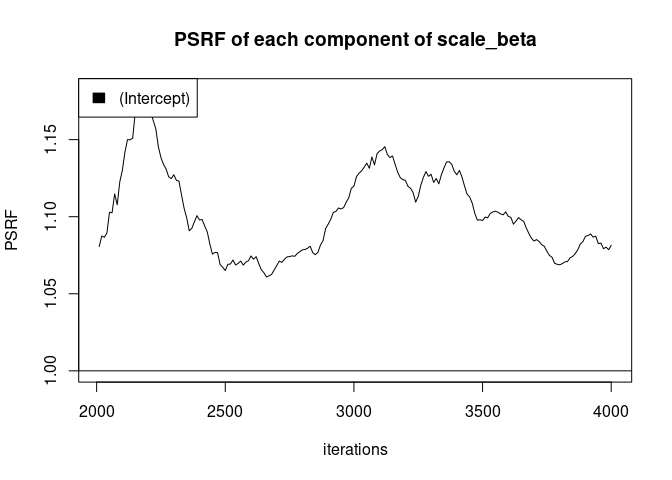 PSRF of each component of scale_beta
(Intercept)
PSRF
1.15
1.10
1.05
1.00
2000 2500 3000 3500 4000
iterations